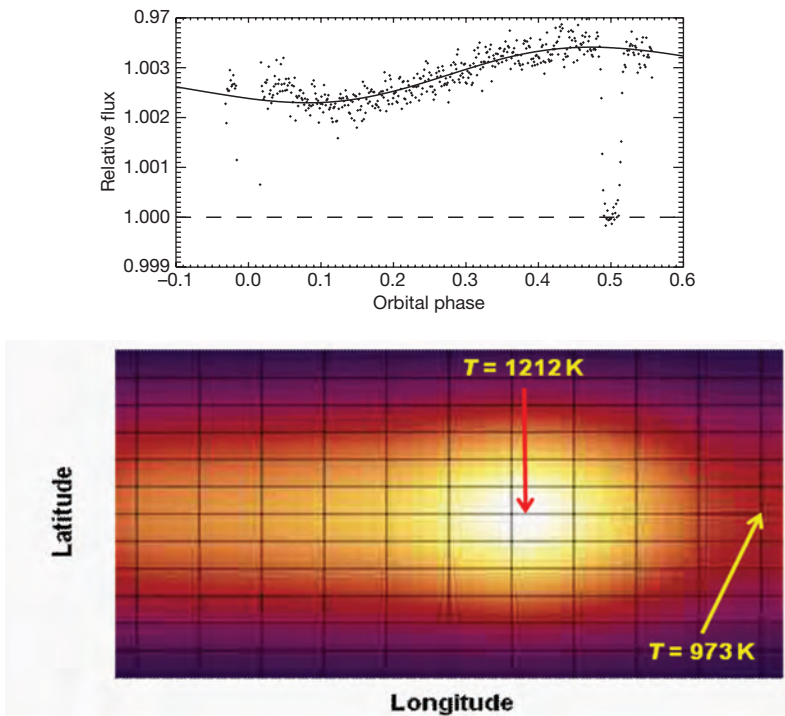 0.97
1.003
1.002
1.001
1.000
0.999
Relative flux
−0.1 0.0 0.1 0.2 0.3 0.4 0.5 0.6
Orbital phase
T = 1212 K
Latitude
T = 973 K
Longitude